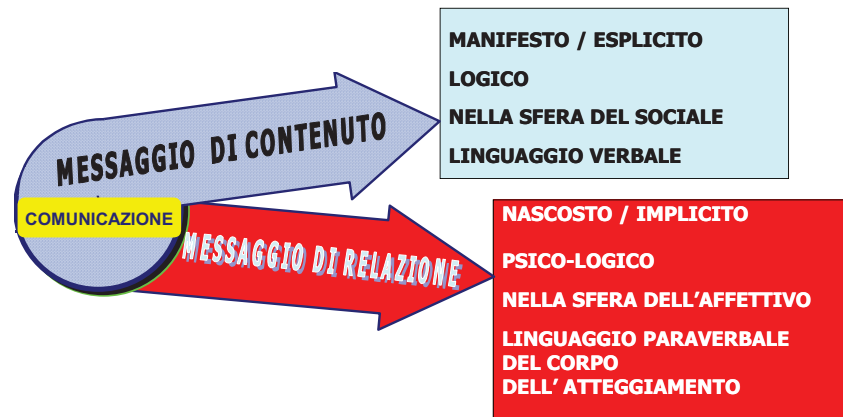 MESSAGGIO DI CONTENUTO
MANIFESTO / ESPLICITO
LOGICO
NELLA SFERA DEL SOCIALE
LINGUAGGIO VERBALE
COMUNICAZIONE
MESSAGGIO DI RELAZIONE
NASCOSTO / IMPLICITO
PSICO-LOGICO
NELLA SFERA DELL'AFFETTIVO
LINGUAGGIO PARAVERBALE
DEL CORPO
DELL' ATTEGGIAMENTO